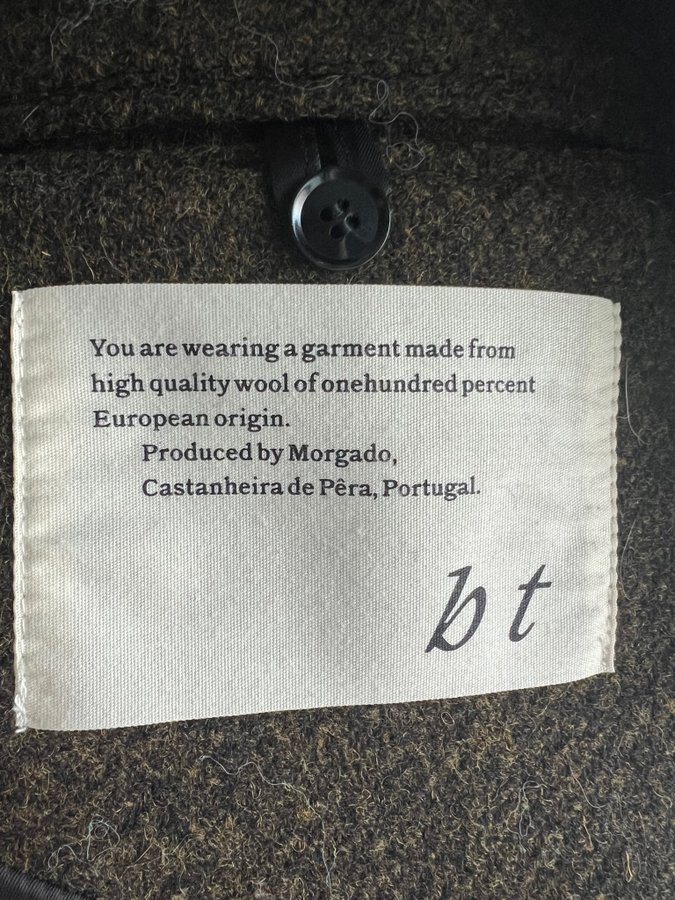 You are wearing a garment made from
high quality wool of onehundred percent
European origin.
Produced by Morgado,
Castanheira de Pêra, Portugal.
bt